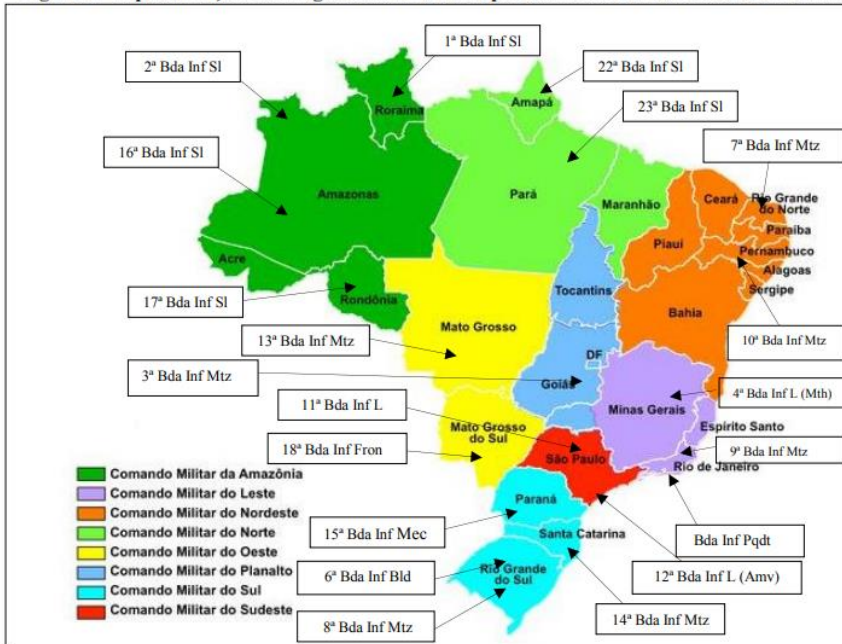 1ª Bda Inf Sl
2ª Bda Inf Sl
22ª Bda Inf Sl
23ª Bda Inf Sl
16ª Bda Inf Sl
7ª Bda Inf Mtz
Roraima
Amapá
Amazonas
Pará
Maranhão
Ceará
Rio Grande
do Norte
Paraíba
Piauí
Pernambuco
Acre
Alagoas
Sergipe
17ª Bda Inf Sl
Rondônia
Tocantins
Bahia
Mato Grosso
10ª Bda Inf Mtz
13ª Bda Inf Mtz
DF
3ª Bda Inf Mtz
Goiás
4ª Bda Inf L (Mth)
Minas Gerais
11ª Bda Inf L
Espírito Santo
Mato Grosso
do Sul
18ª Bda Inf Fron
São Paulo
9ª Bda Inf Mtz
Rio de Janeiro
Comando Militar da Amazônia
Comando Militar do Leste
Comando Militar do Nordeste
Comando Militar do Norte
Comando Militar do Oeste
Comando Militar do Planalto
Comando Militar do Sul
Comando Militar do Sudeste
Paraná
15ª Bda Inf Mec
Santa Catarina
Bda Inf Pqdt
6ª Bda Inf Bld
Rio Grande
do Sul
12ª Bda Inf L (Amv)
8ª Bda Inf Mtz
14ª Bda Inf Mtz